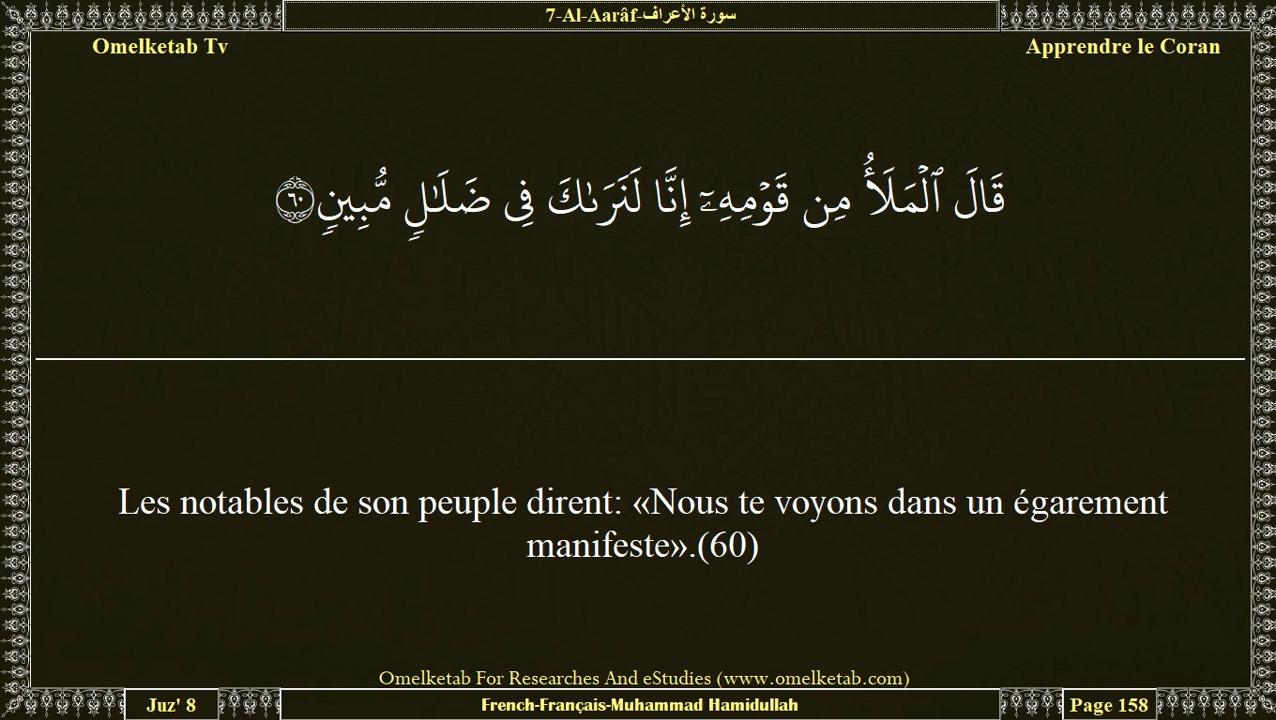 7-Al-Aarâf-سورة الأعراف
Omelketab Tv
Apprendre le Coran
قَالَ ٱلْمَلَأُ مِن قَوْمِهِۦٓ إِنَّا لَنَرَىٰكَ فِى ضَلَـٰلٍ مُّبِينٍ ٦٠
Les notables de son peuple dirent: «Nous te voyons dans un égarement
manifeste».(60)
Omelketab For Researches And eStudies (www.omelketab.com)
Juz' 8
French-Français-Muhammad Hamidullah
Page 158